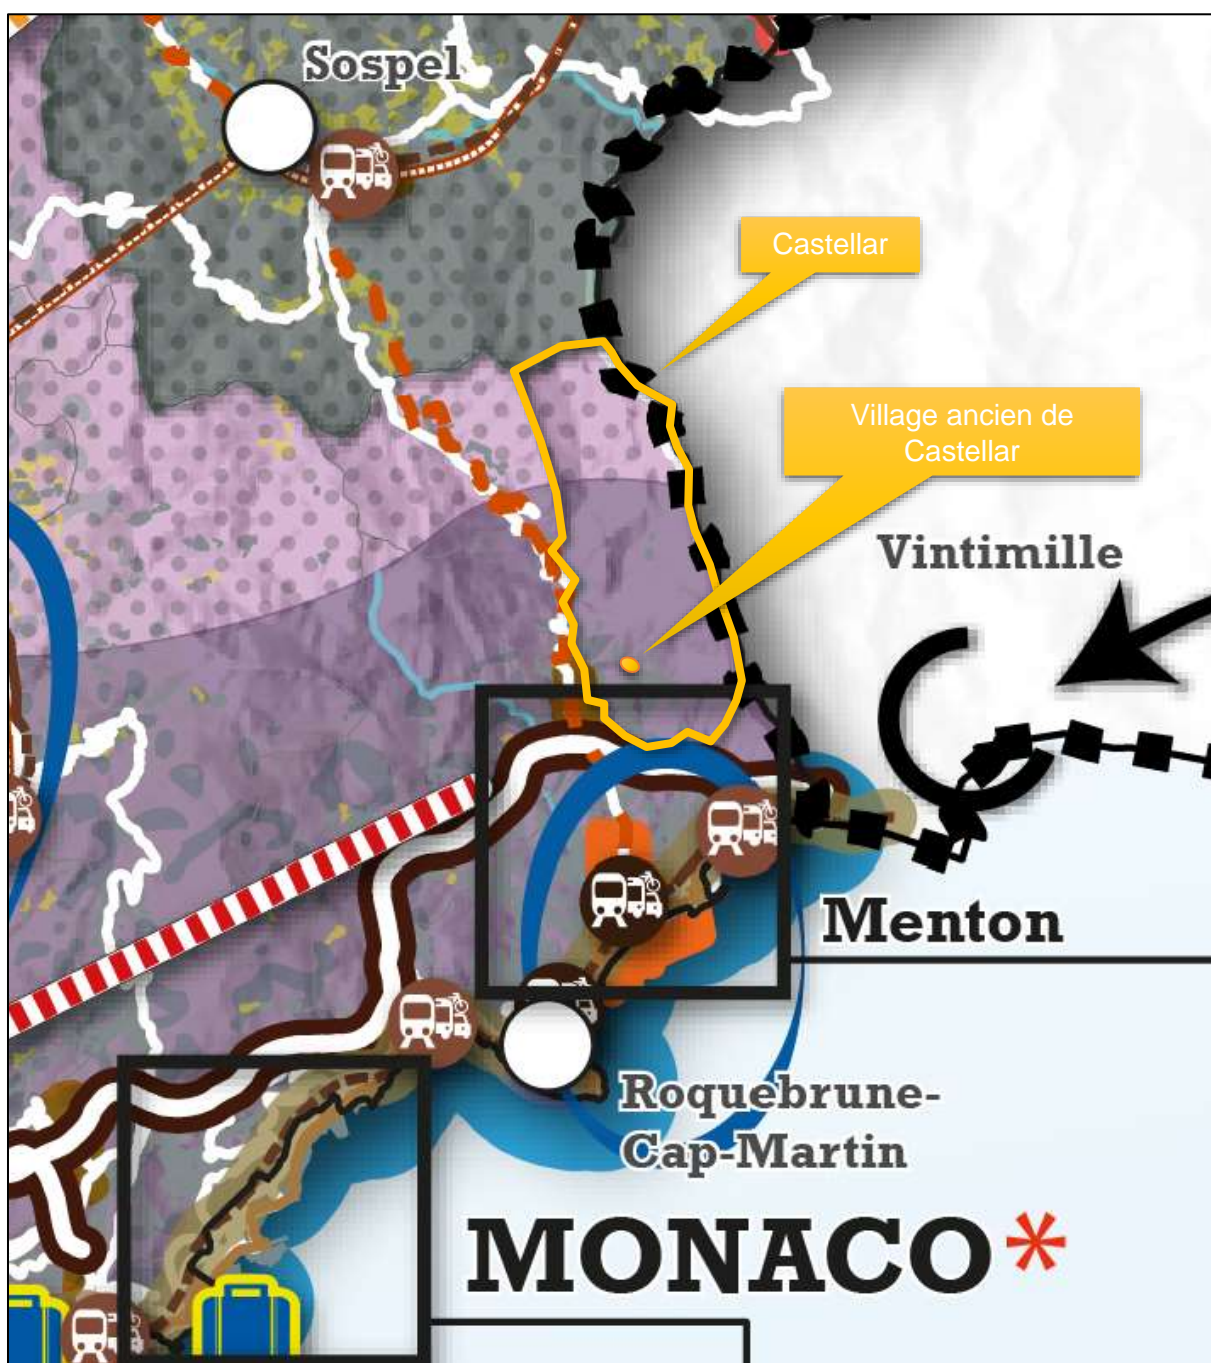 Sospel
Castellar
Village ancien de
Castellar
Vintimille
Menton
Roquebrune-
Cap-Martin
MONACO*